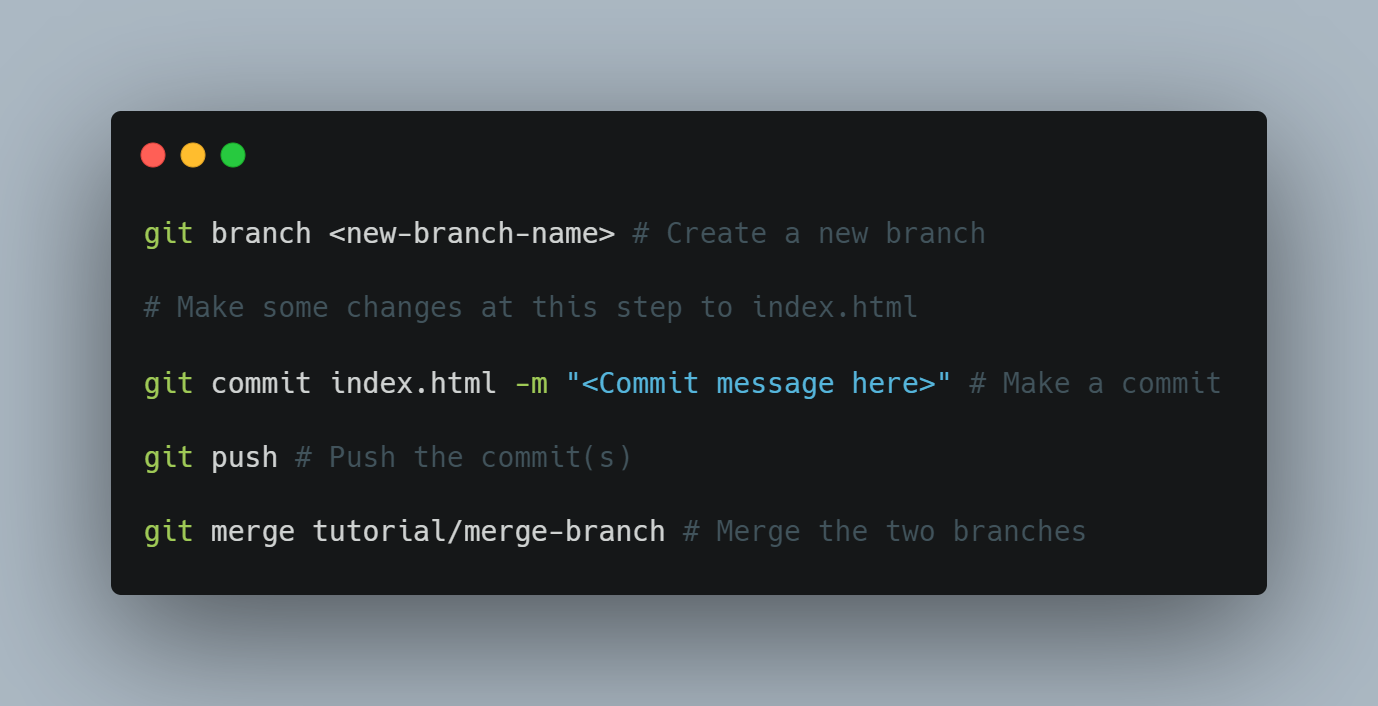 git branch <new-branch-name> # Create a new branch
# Make some changes at this step to index.html
git commit index.html -m "<Commit message here>" # Make a commit
git push # Push the commit(s)
git merge tutorial/merge-branch # Merge the two branches